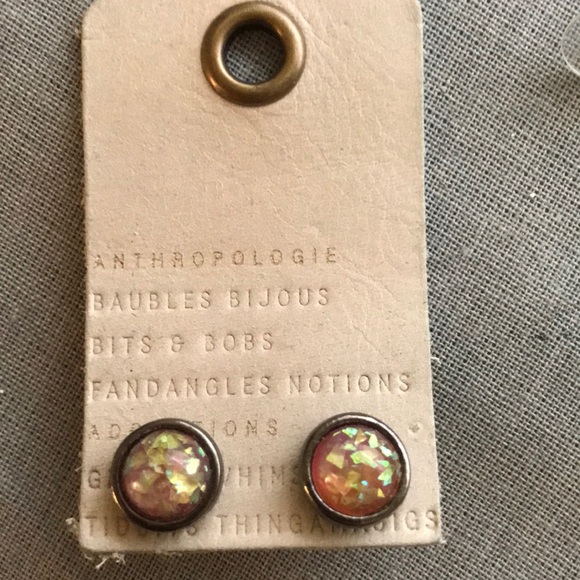 ANTHROPOLOGIE
BAUBLES BIJOUS
BITS & BOBS
FANDANGLES NOTIONS
THINGAMAJIGS